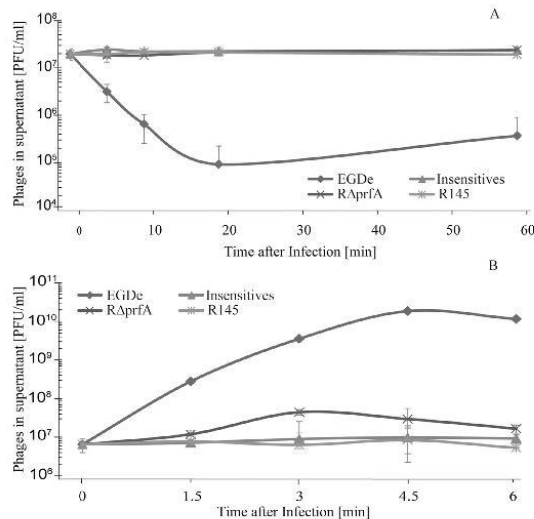 A
Phages in supernatant [PFU/ml]
10⁸
10⁷
10⁶
10⁵
10⁴
EGDe
Insensitives
RΔprfA
R145
0 10 20 30 40 50 60
Time after Infection [min]
B
Phages in supernatant [PFU/ml]
10¹¹
10¹⁰
10⁹
10⁸
10⁷
10⁶
EGDe
Insensitives
RΔprfA
R145
0 1.5 3 4.5 6
Time after Infection [min]